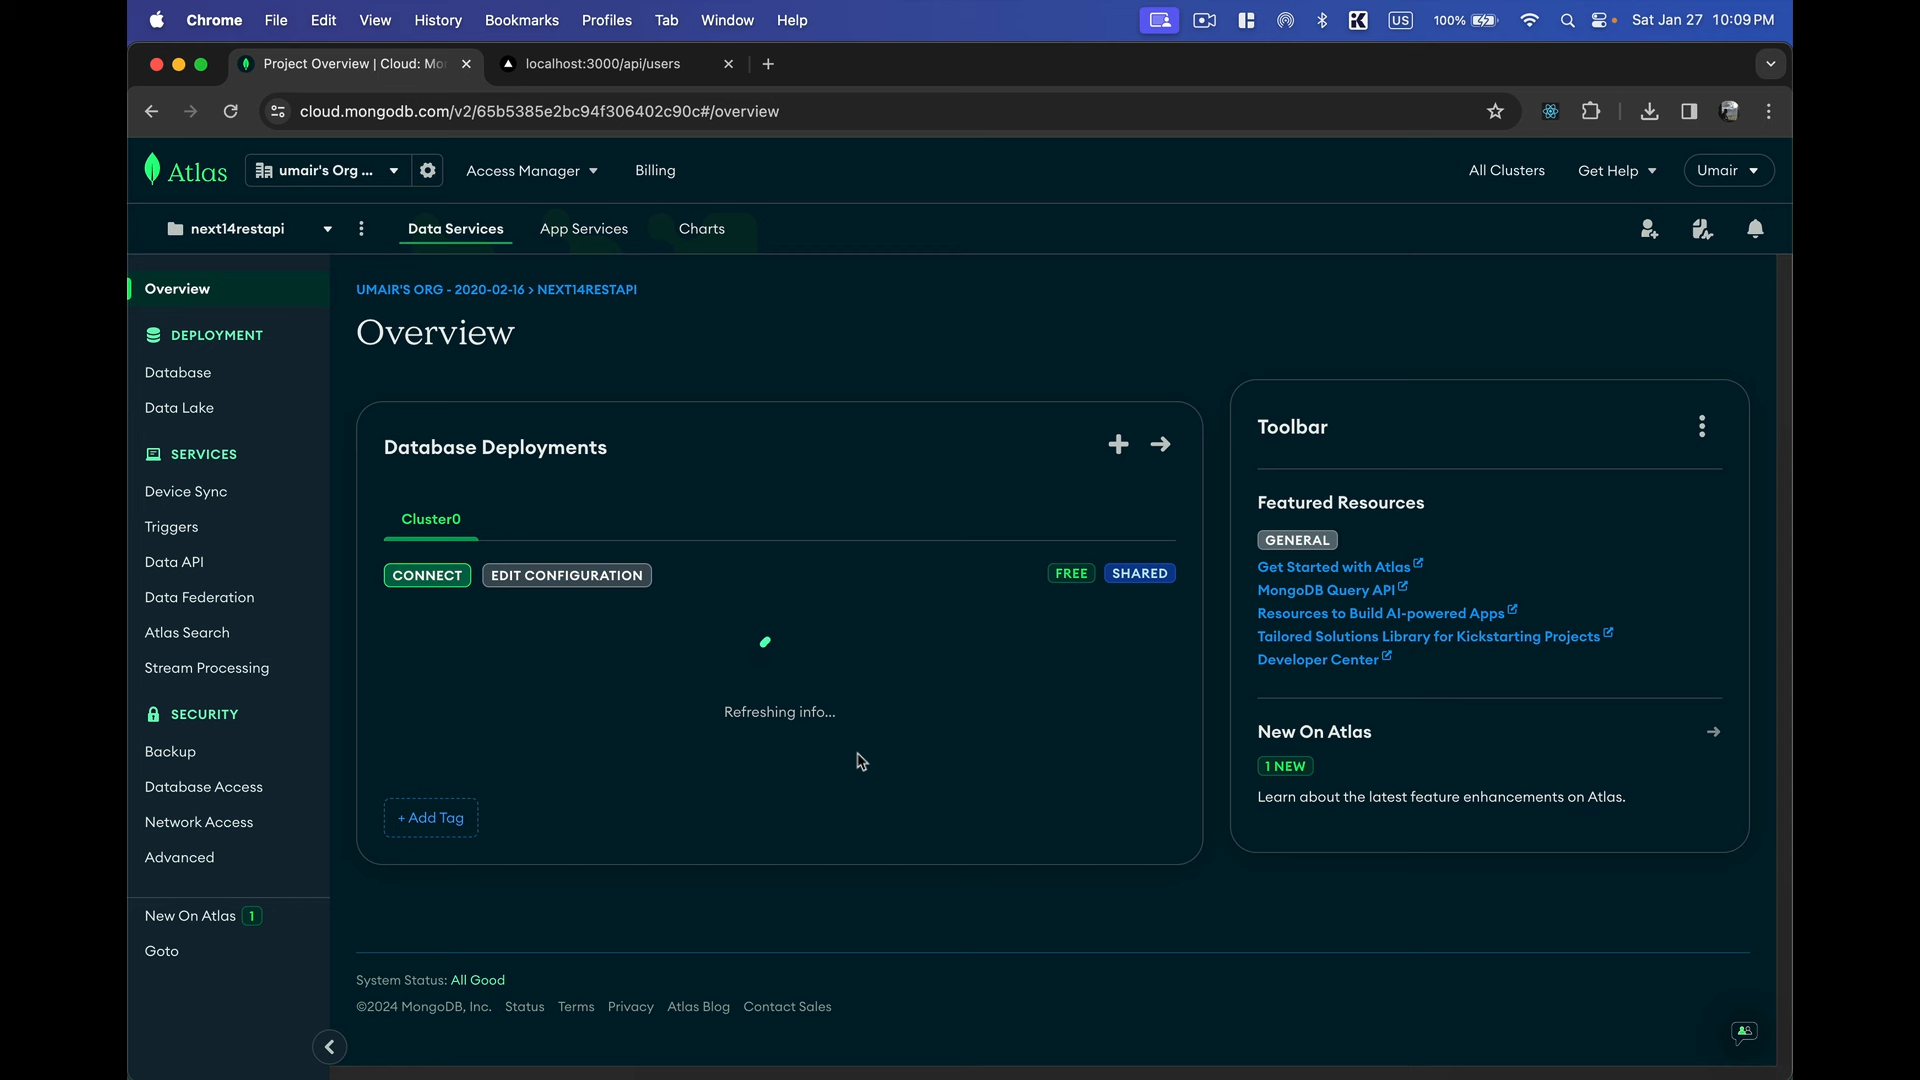 Chrome File Edit View History Bookmarks Profiles Tab Window Help US 100% Sat Jan 27 10:09 PM
Project Overview | Cloud: Mo localhost:3000/api/users
cloud.mongodb.com/v2/65b5385e2bc94f306402c90c#/overview
Atlas umair's Org ... Access Manager Billing All Clusters Get Help Umair
next14restapi Data Services App Services Charts
Overview
DEPLOYMENT
Database
Data Lake
SERVICES
Device Sync
Triggers
Data API
Data Federation
Atlas Search
Stream Processing
SECURITY
Backup
Database Access
Network Access
Advanced
New On Atlas 1
Goto
UMAIR'S ORG - 2020-02-16 > NEXT14RESTAPI
Overview
Database Deployments
Cluster0
CONNECT EDIT CONFIGURATION FREE SHARED
Refreshing info...
+ Add Tag
Toolbar
Featured Resources
GENERAL
Get Started with Atlas
MongoDB Query API
Resources to Build AI-powered Apps
Tailored Solutions Library for Kickstarting Projects
Developer Center
New On Atlas
1 NEW
Learn about the latest feature enhancements on Atlas.
System Status: All Good
©2024 MongoDB, Inc. Status Terms Privacy Atlas Blog Contact Sales